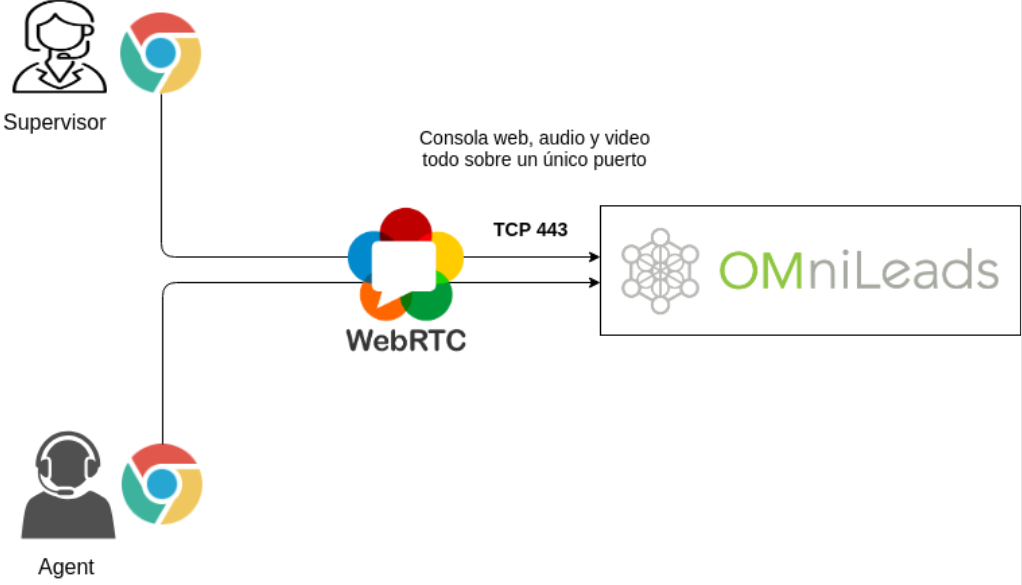 Supervisor
Consola web, audio y video
todo sobre un único puerto
TCP 443
OMniLeads
WebRTC
Agent